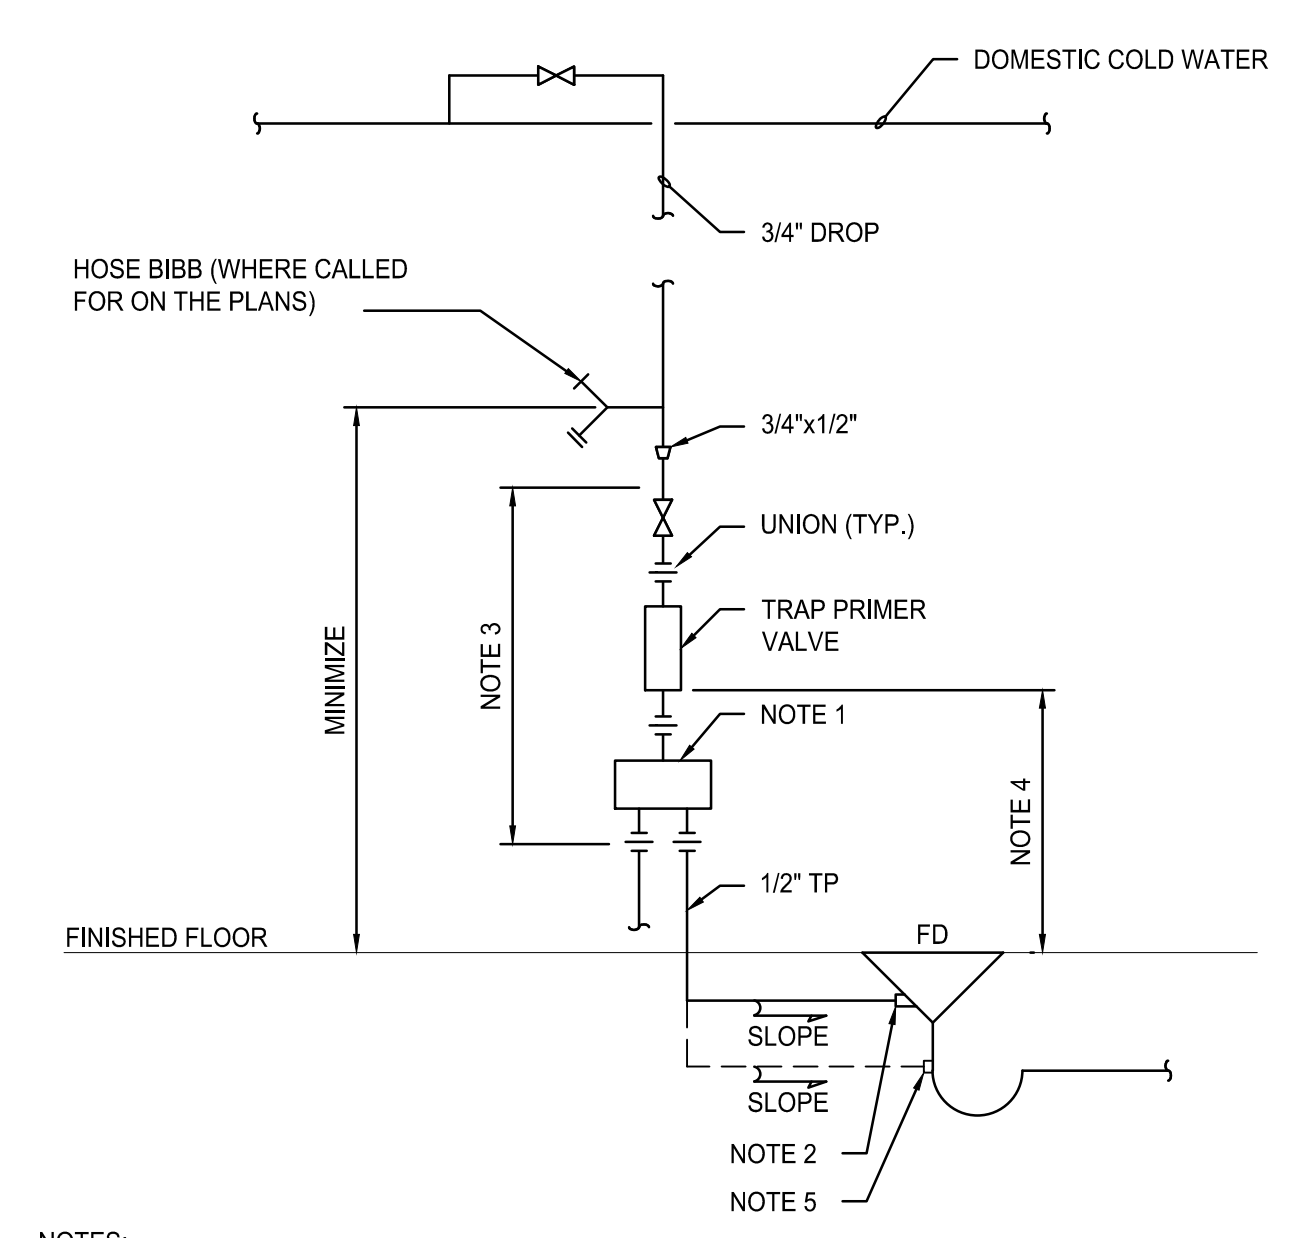 DOMESTIC COLD WATER
3/4" DROP
HOSE BIBB (WHERE CALLED
FOR ON THE PLANS)
3/4"x1/2"
UNION (TYP.)
TRAP PRIMER
VALVE
MINIMIZE
NOTE 3
NOTE 1
NOTE 4
1/2" TP
FINISHED FLOOR
FD
SLOPE
SLOPE
NOTE 2
NOTE 5
NOTES: